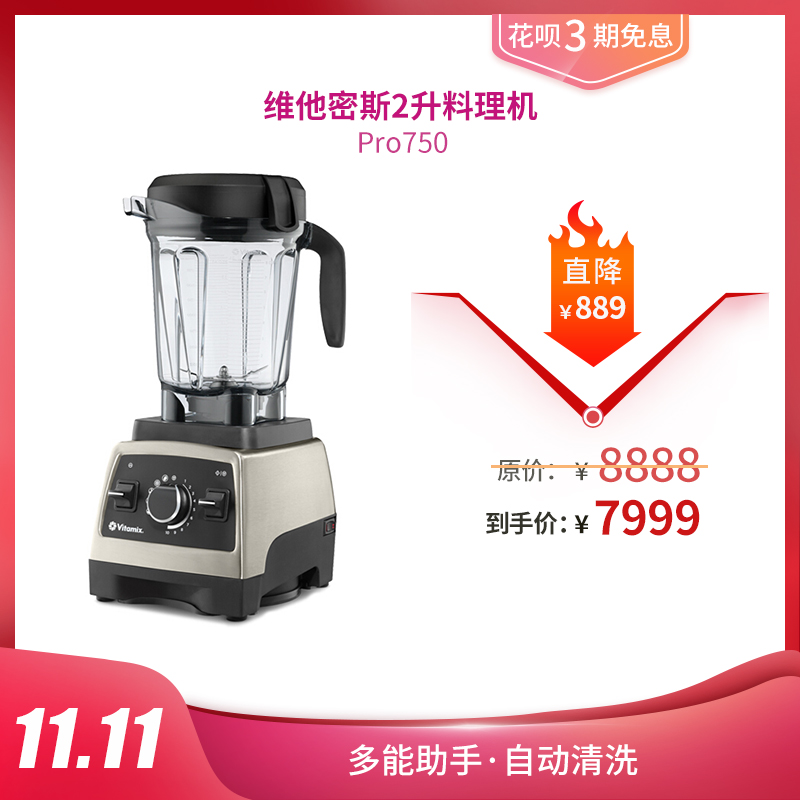 花呗3期免息
维他密斯2升料理机
Pro750
直降
¥889
原价：¥8888
到手价：¥7999
Vitamix.
11.11
多能助手·自动清洗